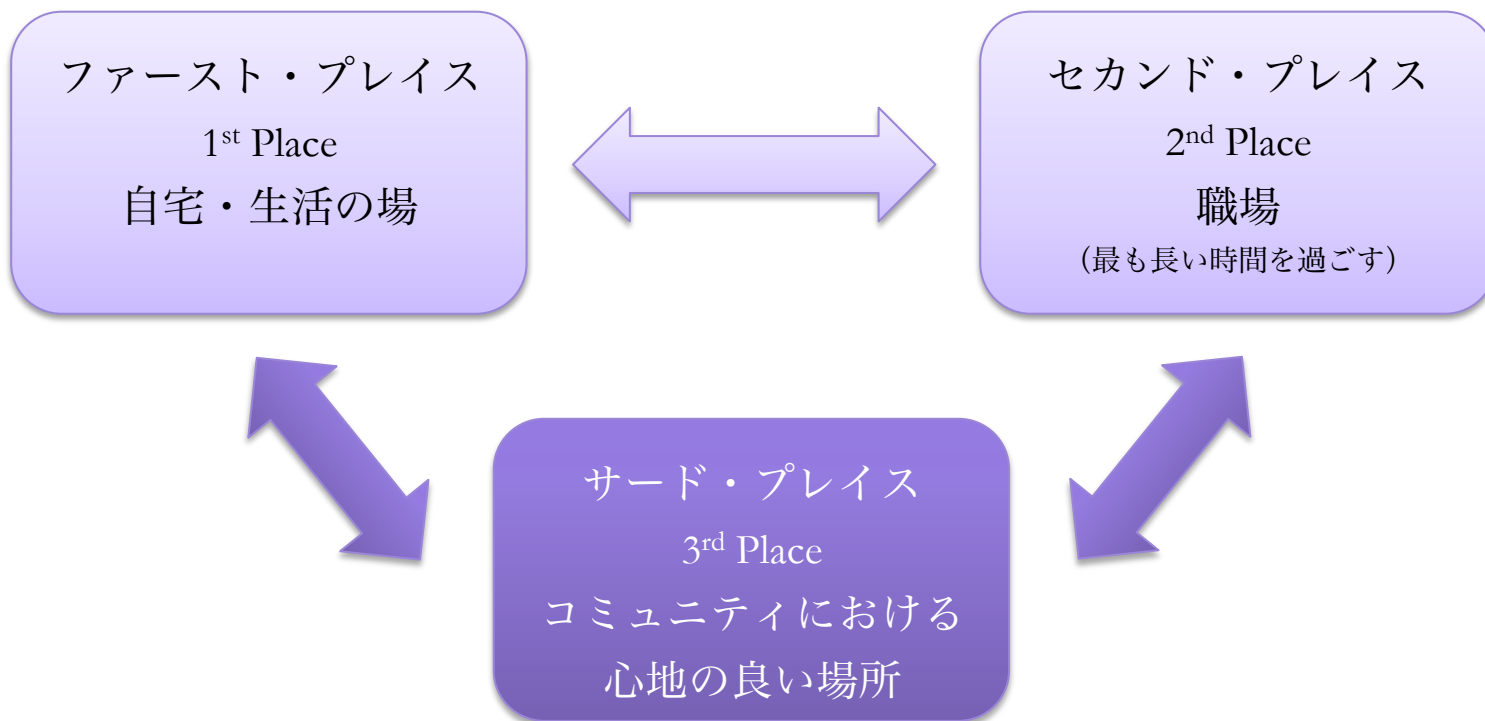 ファースト・プレイス
1st Place
自宅・生活の場
セカンド・プレイス
2nd Place
職場
（最も長い時間を過ごす）
サード・プレイス
3rd Place
コミュニティにおける
心地の良い場所